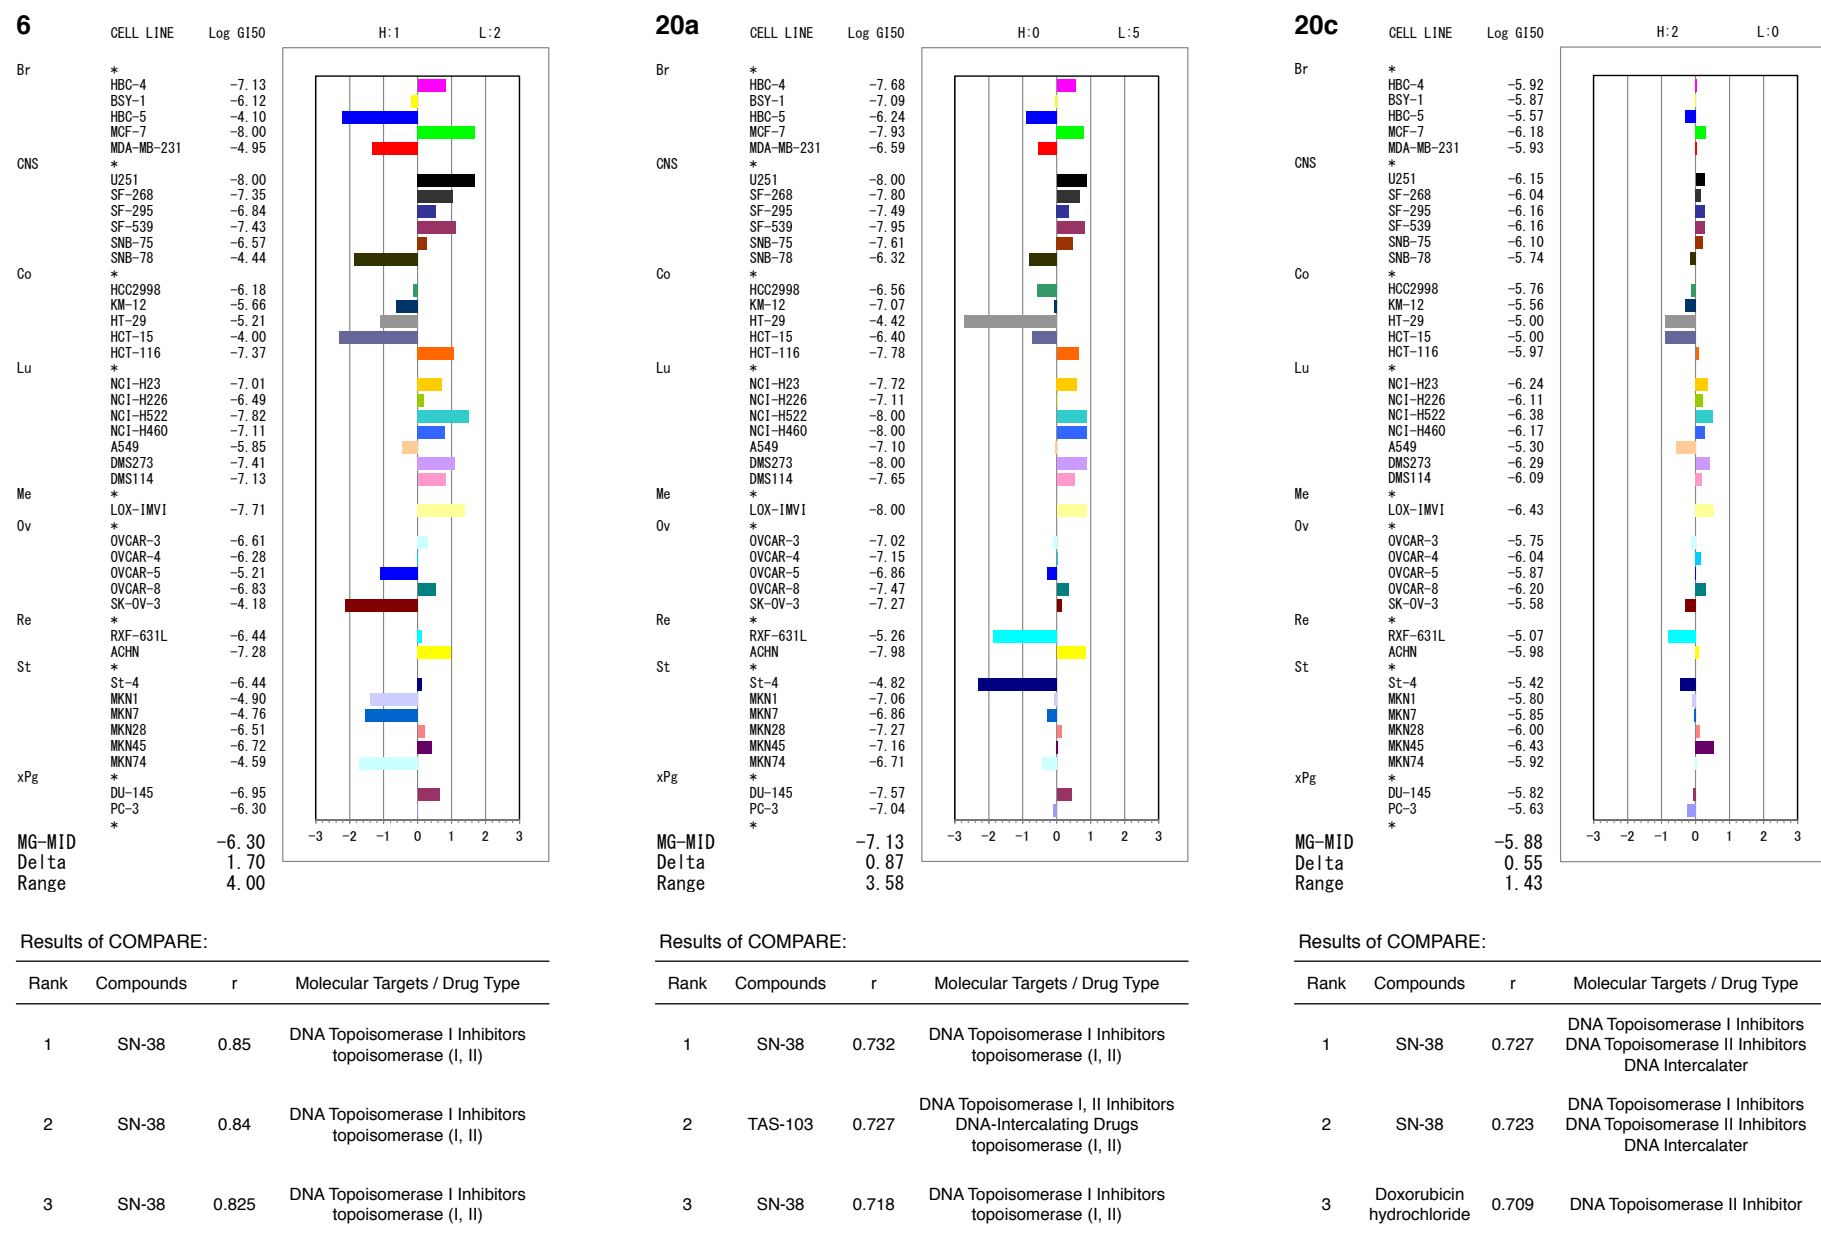 6
CELL LINE Log GI50 H:1 L:2
Br *
HBC-4 -7.13
BSY-1 -6.12
HBC-5 -4.10
MCF-7 -8.00
MDA-MB-231 -4.95
CNS *
U251 -8.00
SF-268 -7.35
SF-295 -6.84
SF-539 -7.43
SNB-75 -6.57
SNB-78 -4.44
Co *
HCC2998 -6.18
KM-12 -5.66
HT-29 -5.21
HCT-15 -4.00
HCT-116 -7.37
Lu *
NCI-H23 -7.01
NCI-H226 -6.49
NCI-H522 -7.82
NCI-H460 -7.11
A549 -5.85
DMS273 -7.41
DMS114 -7.13
Me *
LOX-IMVI -7.71
Ov *
OVCAR-3 -6.61
OVCAR-4 -6.28
OVCAR-5 -5.21
OVCAR-8 -6.83
SK-OV-3 -4.18
Re *
RXF-631L -6.44
ACHN -7.28
St *
St-4 -6.44
MKN1 -4.90
MKN7 -4.76
MKN28 -6.51
MKN45 -6.72
MKN74 -4.59
xPg *
DU-145 -6.95
PC-3 -6.30
*
-3 -2 -1 0 1 2 3
MG-MID -6.30
Delta 1.70
Range 4.00
Results of COMPARE:
Rank Compounds r Molecular Targets / Drug Type
1 SN-38 0.85 DNA Topoisomerase I Inhibitors
topoisomerase (I, II)
2 SN-38 0.84 DNA Topoisomerase I Inhibitors
topoisomerase (I, II)
3 SN-38 0.825 DNA Topoisomerase I Inhibitors
topoisomerase (I, II)
20a
CELL LINE Log GI50 H:0 L:5
Br *
HBC-4 -7.68
BSY-1 -7.09
HBC-5 -6.24
MCF-7 -7.93
MDA-MB-231 -6.59
CNS *
U251 -8.00
SF-268 -7.80
SF-295 -7.49
SF-539 -7.95
SNB-75 -7.61
SNB-78 -6.32
Co *
HCC2998 -6.56
KM-12 -7.07
HT-29 -4.42
HCT-15 -6.40
HCT-116 -7.78
Lu *
NCI-H23 -7.72
NCI-H226 -7.11
NCI-H522 -8.00
NCI-H460 -8.00
A549 -7.10
DMS273 -8.00
DMS114 -7.65
Me *
LOX-IMVI -8.00
Ov *
OVCAR-3 -7.02
OVCAR-4 -7.15
OVCAR-5 -6.86
OVCAR-8 -7.47
SK-OV-3 -7.27
Re *
RXF-631L -5.26
ACHN -7.98
St *
St-4 -4.82
MKN1 -7.06
MKN7 -6.86
MKN28 -7.27
MKN45 -7.16
MKN74 -6.71
xPg *
DU-145 -7.57
PC-3 -7.04
*
-3 -2 -1 0 1 2 3
MG-MID -7.13
Delta 0.87
Range 3.58
Results of COMPARE:
Rank Compounds r Molecular Targets / Drug Type
1 SN-38 0.732 DNA Topoisomerase I Inhibitors
topoisomerase (I, II)
2 TAS-103 0.727 DNA Topoisomerase I, II Inhibitors
DNA-Intercalating Drugs
topoisomerase (I, II)
3 SN-38 0.718 DNA Topoisomerase I Inhibitors
topoisomerase (I, II)
20c
CELL LINE Log GI50 H:2 L:0
Br *
HBC-4 -5.92
BSY-1 -5.87
HBC-5 -5.57
MCF-7 -6.18
MDA-MB-231 -5.93
CNS *
U251 -6.15
SF-268 -6.04
SF-295 -6.16
SF-539 -6.16
SNB-75 -6.10
SNB-78 -5.74
Co *
HCC2998 -5.76
KM-12 -5.56
HT-29 -5.00
HCT-15 -5.00
HCT-116 -5.97
Lu *
NCI-H23 -6.24
NCI-H226 -6.11
NCI-H522 -6.38
NCI-H460 -6.17
A549 -5.30
DMS273 -6.29
DMS114 -6.09
Me *
LOX-IMVI -6.43
Ov *
OVCAR-3 -5.75
OVCAR-4 -6.04
OVCAR-5 -5.87
OVCAR-8 -6.20
SK-OV-3 -5.58
Re *
RXF-631L -5.07
ACHN -5.98
St *
St-4 -5.42
MKN1 -5.80
MKN7 -5.85
MKN28 -6.00
MKN45 -6.43
MKN74 -5.92
xPg *
DU-145 -5.82
PC-3 -5.63
*
-3 -2 -1 0 1 2 3
MG-MID -5.88
Delta 0.55
Range 1.43
Results of COMPARE:
Rank Compounds r Molecular Targets / Drug Type
1 SN-38 0.727 DNA Topoisomerase I Inhibitors
DNA Topoisomerase II Inhibitors
DNA Intercalater
2 SN-38 0.723 DNA Topoisomerase I Inhibitors
DNA Topoisomerase II Inhibitors
DNA Intercalater
3 Doxorubicin hydrochloride 0.709 DNA Topoisomerase II Inhibitor